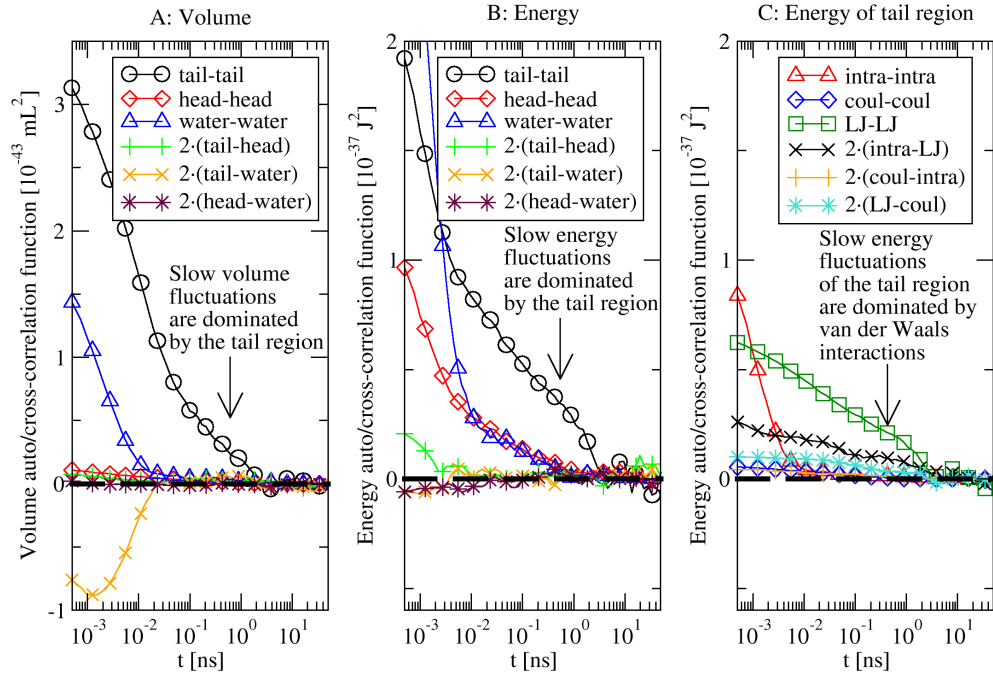 A: Volume
Volume auto/cross-correlation function [10⁻⁴³ mL²]
3
2
1
0
-1
tail-tail
head-head
water-water
2·(tail-head)
2·(tail-water)
2·(head-water)
Slow volume
fluctuations
are dominated
by the tail region
10⁻³ 10⁻² 10⁻¹ 10⁰ 10¹
t [ns]
B: Energy
Energy auto/cross-correlation function [10⁻³⁷ J²]
2
1
0
tail-tail
head-head
water-water
2·(tail-head)
2·(tail-water)
2·(head-water)
Slow energy
fluctuations
are dominated
by the tail region
10⁻³ 10⁻² 10⁻¹ 10⁰ 10¹
t [ns]
C: Energy of tail region
Energy auto/cross-correlation function [10⁻³⁷ J²]
2
1
0
intra-intra
coul-coul
LJ-LJ
2·(intra-LJ)
2·(coul-intra)
2·(LJ-coul)
Slow energy
fluctuations
of the tail region
are dominated by
van der Waals
interactions
10⁻³ 10⁻² 10⁻¹ 10⁰ 10¹
t [ns]